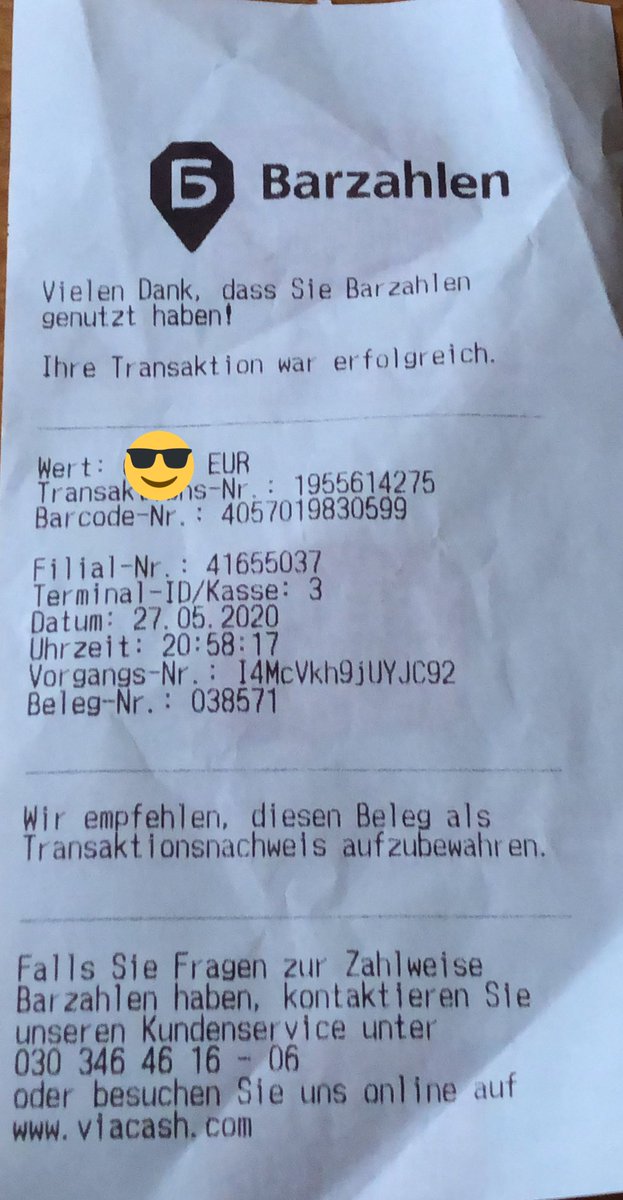 Barzahlen
Vielen Dank, dass Sie Barzahlen
genutzt haben!
Ihre Transaktion war erfolgreich.
Wert: EUR
Transaktions-Nr.: 1955614275
Barcode-Nr.: 4057019830599
Filial-Nr.: 41655037
Terminal-ID/Kasse: 3
Datum: 27.05.2020
Uhrzeit: 20:58:17
Vorgangs-Nr.: I4McVkh9jUYJC92
Beleg-Nr.: 038571
Wir empfehlen, diesen Beleg als
Transaktionsnachweis aufzubewahren.
Falls Sie Fragen zur Zahlweise
Barzahlen haben, kontaktieren Sie
unseren Kundenservice unter
030 346 46 16 - 06
oder besuchen Sie uns online auf
www.viacash.com